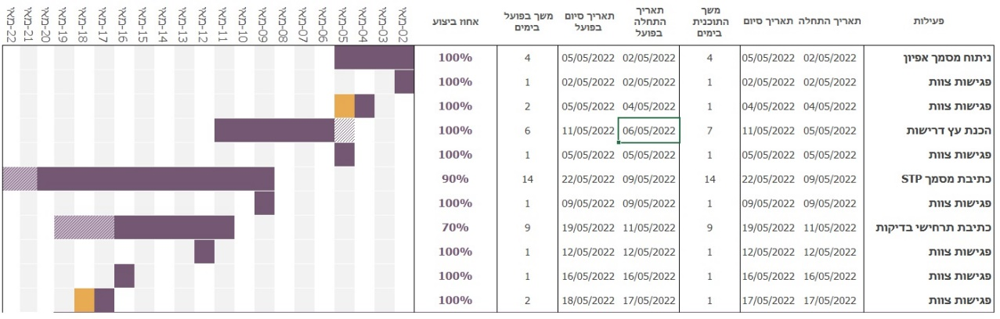 פעילות תאריך התחלה תאריך סיום משך התוכנית בימים תאריך התחלה בפועל תאריך סיום בפועל משך בפועל בימים אחוז ביצוע 02-מאי 03-מאי 04-מאי 05-מאי 06-מאי 07-מאי 08-מאי 09-מאי 10-מאי 11-מאי 12-מאי 13-מאי 14-מאי 15-מאי 16-מאי 17-מאי 18-מאי 19-מאי 20-מאי 21-מאי 22-מאי
ניתוח מסמך אפיון 02/05/2022 05/05/2022 4 02/05/2022 05/05/2022 4 100%
פגישות צוות 02/05/2022 02/05/2022 1 02/05/2022 02/05/2022 1 100%
פגישות צוות 04/05/2022 04/05/2022 1 04/05/2022 05/05/2022 2 100%
הכנת עץ דרישות 05/05/2022 11/05/2022 7 06/05/2022 11/05/2022 6 100%
פגישות צוות 05/05/2022 05/05/2022 1 05/05/2022 05/05/2022 1 100%
כתיבת מסמך STP 09/05/2022 22/05/2022 14 09/05/2022 22/05/2022 14 90%
פגישות צוות 09/05/2022 09/05/2022 1 09/05/2022 09/05/2022 1 100%
כתיבת תרחישי בדיקות 11/05/2022 19/05/2022 9 11/05/2022 19/05/2022 9 70%
פגישות צוות 12/05/2022 12/05/2022 1 12/05/2022 12/05/2022 1 100%
פגישות צוות 16/05/2022 16/05/2022 1 16/05/2022 16/05/2022 1 100%
פגישות צוות 17/05/2022 17/05/2022 1 17/05/2022 18/05/2022 2 100%